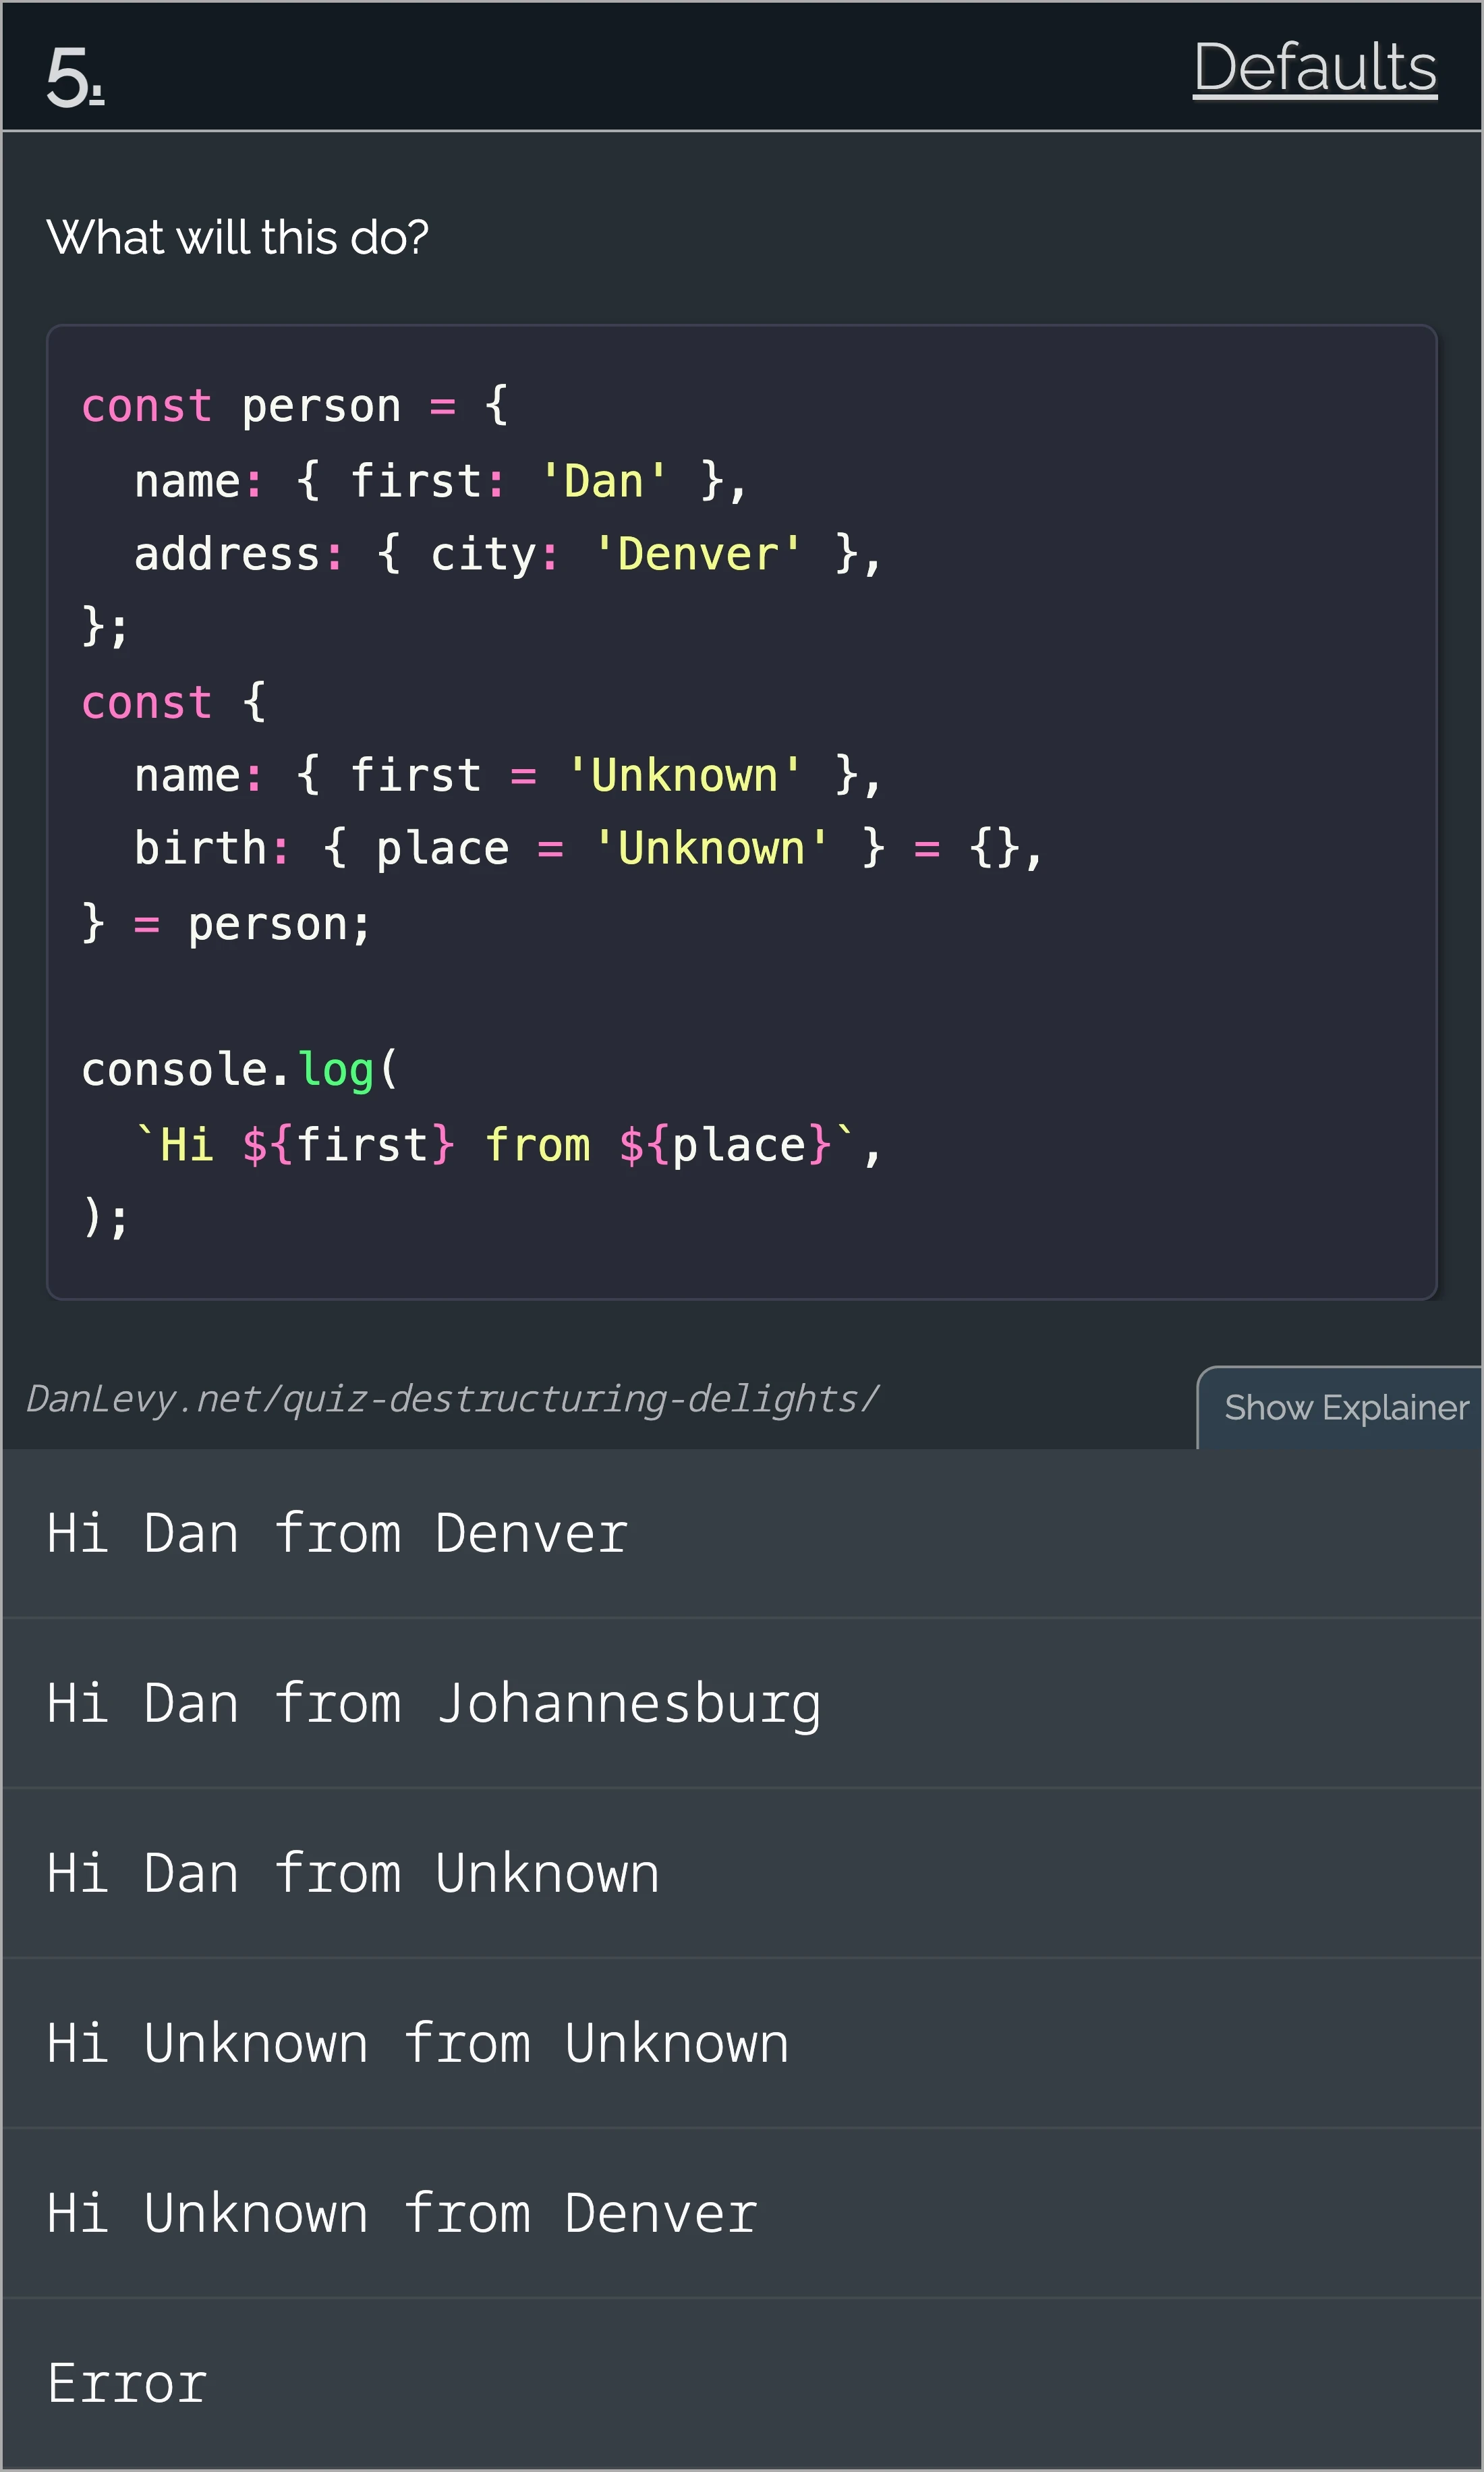 5.
Defaults
What will this do?
const person = {
  name: { first: 'Dan' },
  address: { city: 'Denver' },
};
const {
  name: { first = 'Unknown' },
  birth: { place = 'Unknown' } = {},
} = person;
console.log(
  `Hi ${first} from ${place}`,
);
DanLevy.net/quiz-destructuring-delights/
Show Explainer
Hi Dan from Denver
Hi Dan from Johannesburg
Hi Dan from Unknown
Hi Unknown from Unknown
Hi Unknown from Denver
Error